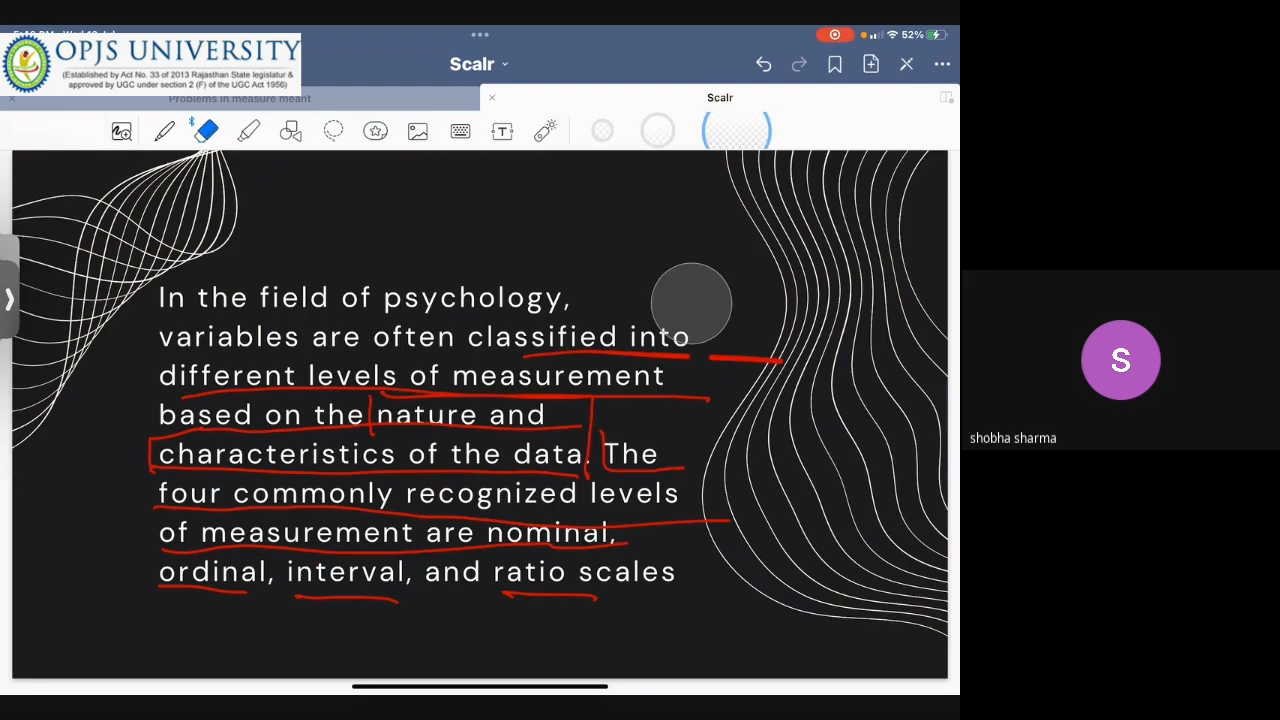 OPJS UNIVERSITY
(Established by Act No. 33 of 2013 Rajasthan State legislatur &
approved by UGC under section 2 (F) of the UGC Act 1956)
52%
Scalr
Problems in measure meant
Scalr
In the field of psychology,
variables are often classified into
different levels of measurement
based on the nature and
characteristics of the data. The
four commonly recognized levels
of measurement are nominal,
ordinal, interval, and ratio scales
S
shobha sharma